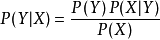 P(Y|X) = P(Y) P(X|Y) / P(X)